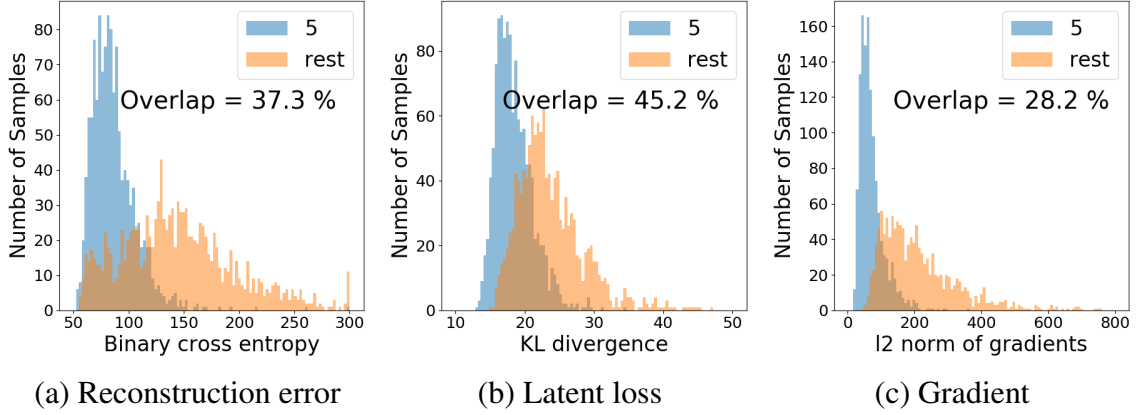 Number of Samples
80
70
60
50
40
30
20
10
0
50
100
150
200
250
300
Binary cross entropy
5
rest
Overlap = 37.3 %
(a) Reconstruction error
Number of Samples
80
60
40
20
0
10
20
30
40
50
KL divergence
5
rest
Overlap = 45.2 %
(b) Latent loss
Number of Samples
160
140
120
100
80
60
40
20
0
0
200
400
600
800
l2 norm of gradients
5
rest
Overlap = 28.2 %
(c) Gradient